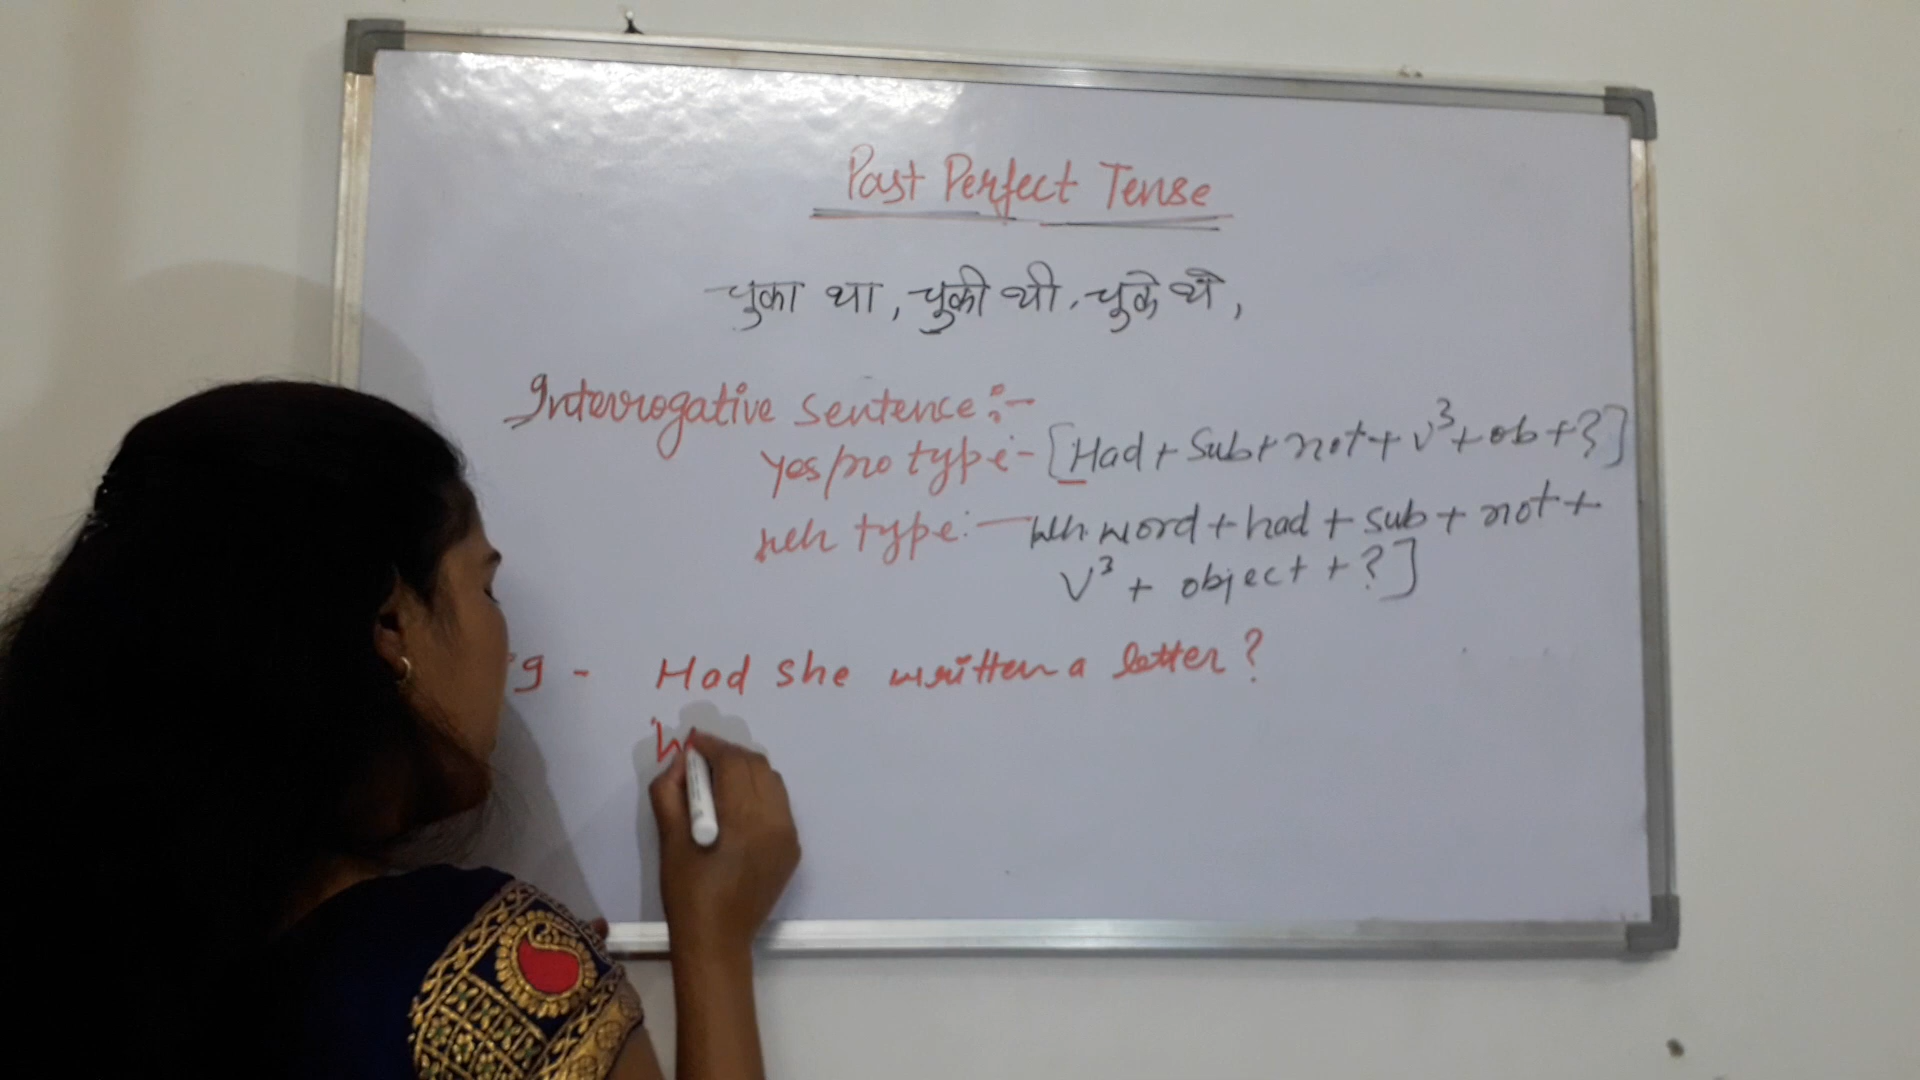 Past Perfect Tense
चुका था, चुकी थी, चुके थे,
Interrogative sentence:-
yes/no type:- [Had + Sub + not + v³ + ob + ?]
wh type:- wh. word + had + sub + not +
V³ + object + ?]
g - Had she written a letter?